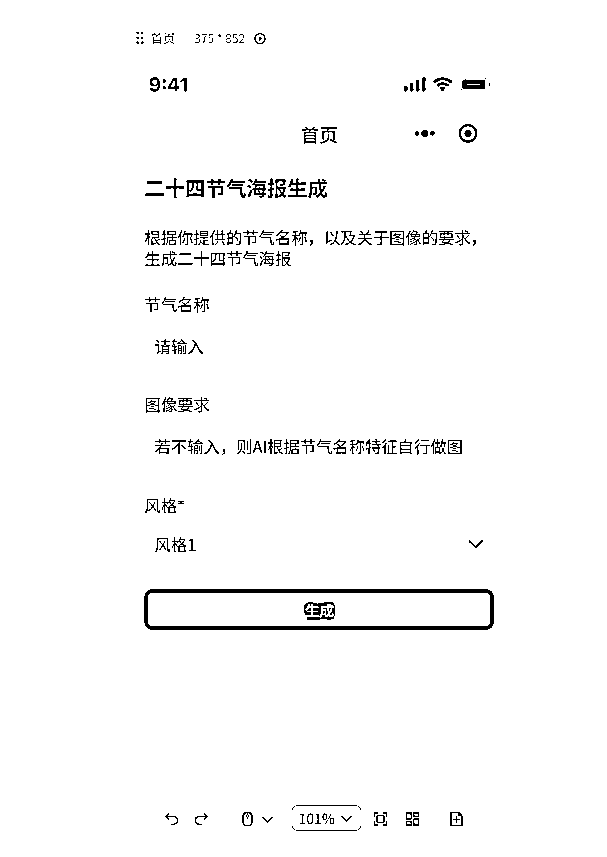 首页 375*852
9:41
首页
二十四节气海报生成
根据你提供的节气名称，以及关于图像的要求，
生成二十四节气海报
节气名称
请输入
图像要求
若不输入，则AI根据节气名称特征自行做图
风格*
风格1
生成
101%